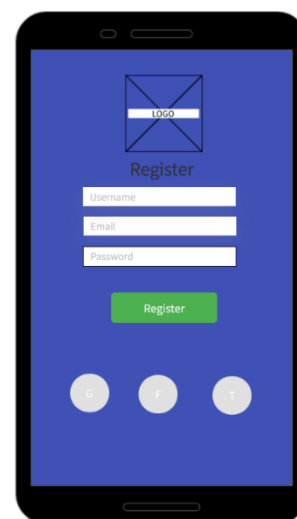 LOGO
Register
Username
Email
Password
Register
G F T